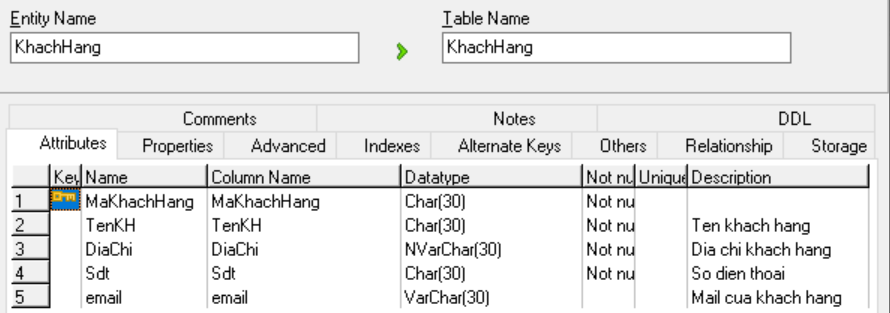 Entity Name Table Name
KhachHang KhachHang
Comments Notes DDL
Attributes Properties Advanced Indexes Alternate Keys Others Relationship Storage
Key Name Column Name Datatype Not nu Unique Description
1 MaKhachHang MaKhachHang Char(30) Not nu
2 TenKH TenKH Char(30) Not nu Ten khach hang
3 DiaChi DiaChi NVarChar(30) Not nu Dia chi khach hang
4 Sdt Sdt Char(30) Not nu So dien thoai
5 email email VarChar(30) Mail cua khach hang